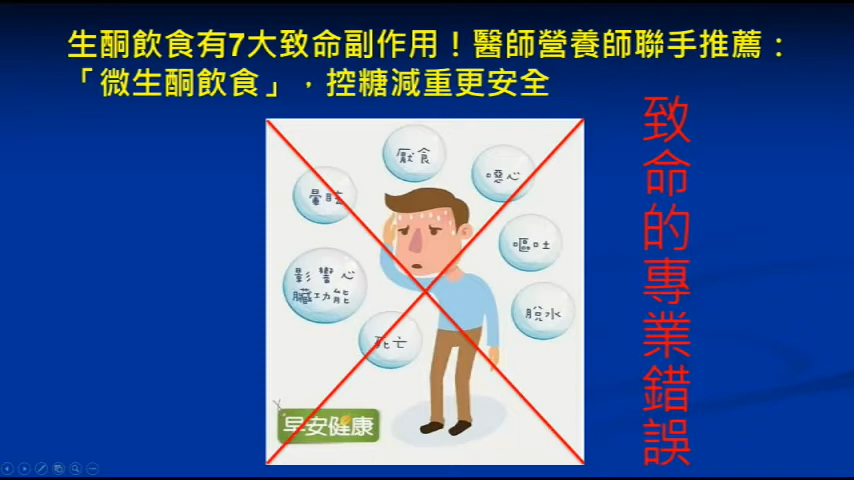 生酮飲食有7大致命副作用！醫師營養師聯手推薦：
「微生酮飲食」，控糖減重更安全
致命的專業錯誤
厭食
噁心
暈眩
嘔吐
影響心
臟功能
脫水
死亡
早安健康